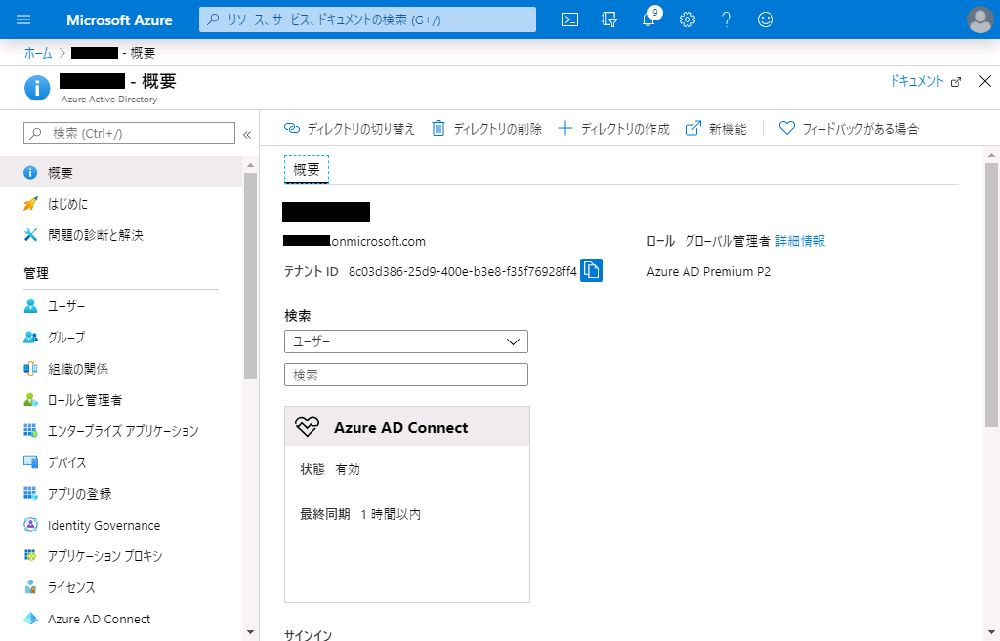 Microsoft Azure
リソース、サービス、ドキュメントの検索 (G+/)
9
ホーム > - 概要
- 概要
Azure Active Directory
ドキュメント
検索 (Ctrl+/)
ディレクトリの切り替え
ディレクトリの削除
ディレクトリの作成
新機能
フィードバックがある場合
概要
はじめに
問題の診断と解決
管理
ユーザー
グループ
組織の関係
ロールと管理者
エンタープライズ アプリケーション
デバイス
アプリの登録
Identity Governance
アプリケーション プロキシ
ライセンス
Azure AD Connect
概要
.onmicrosoft.com
テナント ID 8c03d386-25d9-400e-b3e8-f35f76928ff4
ロール グローバル管理者 詳細情報
Azure AD Premium P2
検索
ユーザー
検索
Azure AD Connect
状態 有効
最終同期 1 時間以内
サインイン